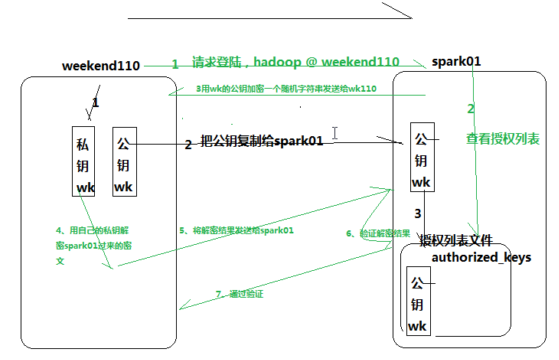 weekend110
1
请求登陆，hadoop @ weekend110
spark01
3用wk的公钥加密一个随机字符串发送给wk110
1
2
查看授权列表
私
钥
wk
公
钥
wk
2
把公钥复制给spark01
公
钥
wk
3
4、用自己的私钥解
密spark01过来的密
文
5、将解密结果发送给spark01
6、验证解密结果
授权列表文件
authorized_keys
公
钥
wk
7、通过验证